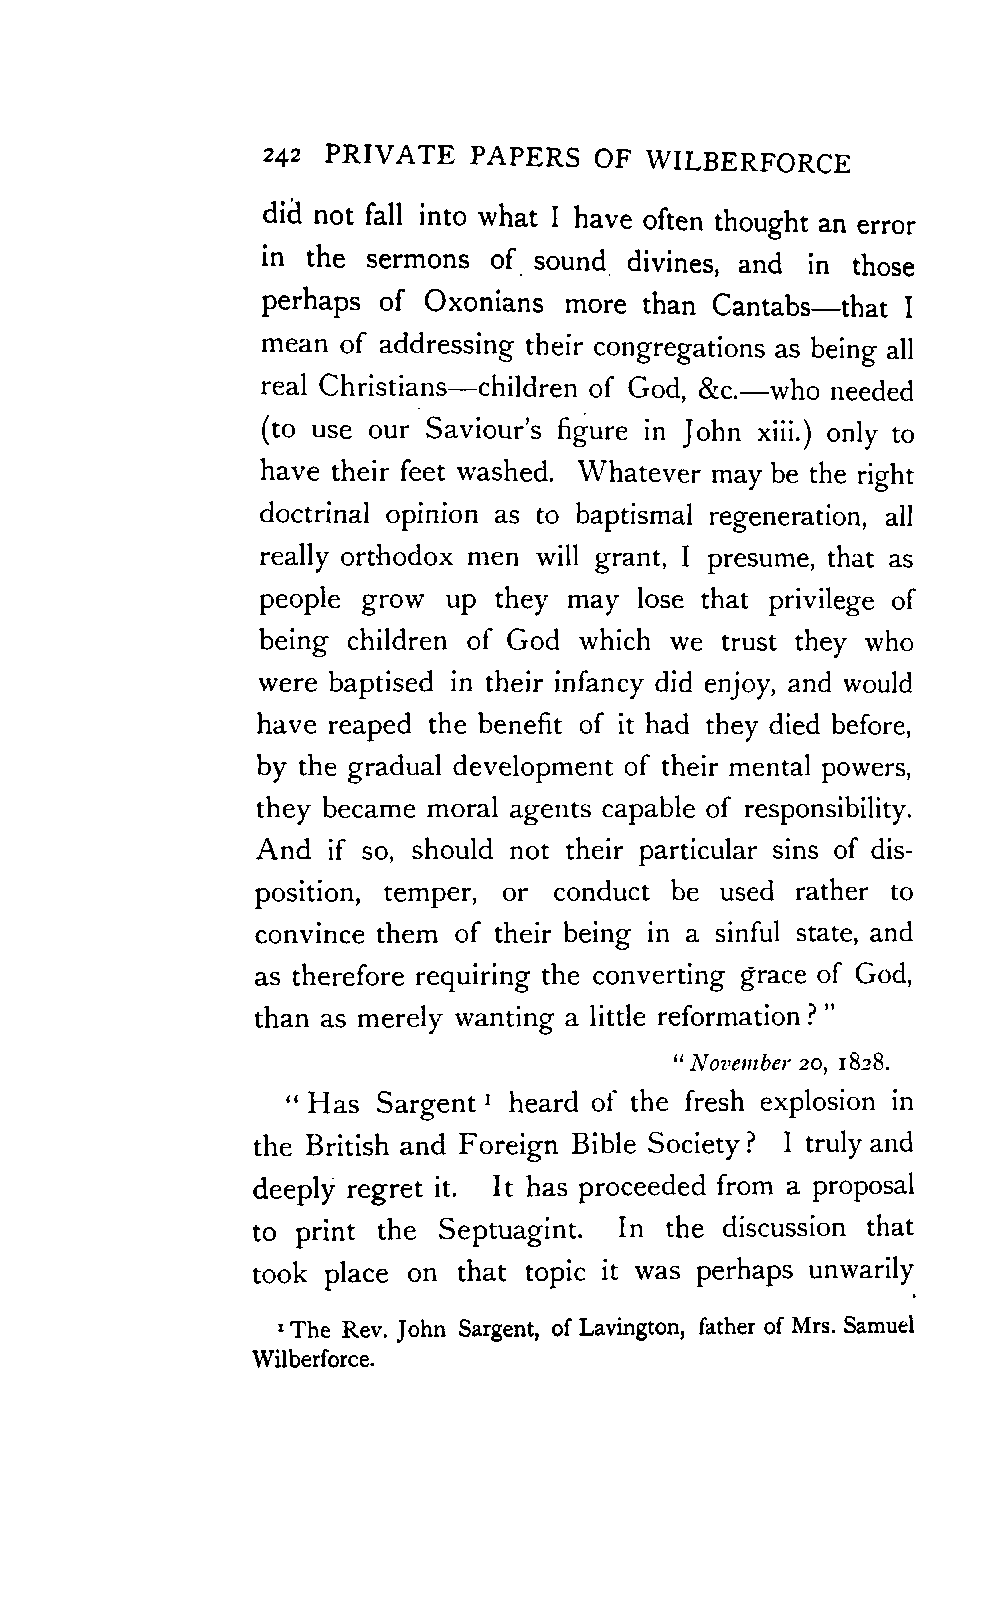 242 PRIVATE PAPERS OF WILBERFORCE
did not fall into what I have often thought an error
in the sermons of sound divines, and in those
perhaps of Oxonians more than Cantabs—that I
mean of addressing their congregations as being all
real Christians—children of God, &c.—who needed
(to use our Saviour's figure in John xiii.) only to
have their feet washed. Whatever may be the right
doctrinal opinion as to baptismal regeneration, all
really orthodox men will grant, I presume, that as
people grow up they may lose that privilege of
being children of God which we trust they who
were baptised in their infancy did enjoy, and would
have reaped the benefit of it had they died before,
by the gradual development of their mental powers,
they became moral agents capable of responsibility.
And if so, should not their particular sins of dis-
position, temper, or conduct be used rather to
convince them of their being in a sinful state, and
as therefore requiring the converting grace of God,
than as merely wanting a little reformation?"
"November 20, 1828.
"Has Sargent¹ heard of the fresh explosion in
the British and Foreign Bible Society? I truly and
deeply regret it. It has proceeded from a proposal
to print the Septuagint. In the discussion that
took place on that topic it was perhaps unwarily
¹ The Rev. John Sargent, of Lavington, father of Mrs. Samuel
Wilberforce.